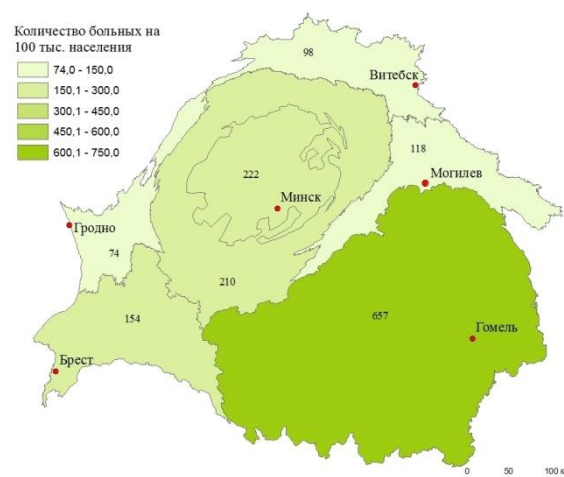 Количество больных на
100 тыс. населения
74,0 - 150,0
150,1 - 300,0
300,1 - 450,0
450,1 - 600,0
600,1 - 750,0
98
Витебск
118
Могилев
222
Минск
Гродно
74
210
154
657
Гомель
Брест
0 50 100 к